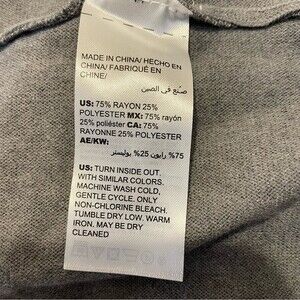 MADE IN CHINA/ HECHO EN
CHINA/ FABRIQUÉ EN
CHINE/
صنع في الصين
US: 75% RAYON 25%
POLYESTER MX: 75% rayón
25% poliéster CA: 75%
RAYONNE 25% POLYESTER
AE/KW:
75% رايون 25% بوليستر
US: TURN INSIDE OUT.
WITH SIMILAR COLORS.
MACHINE WASH COLD,
GENTLE CYCLE. ONLY
NON-CHLORINE BLEACH.
TUMBLE DRY LOW. WARM
IRON. MAY BE DRY
CLEANED